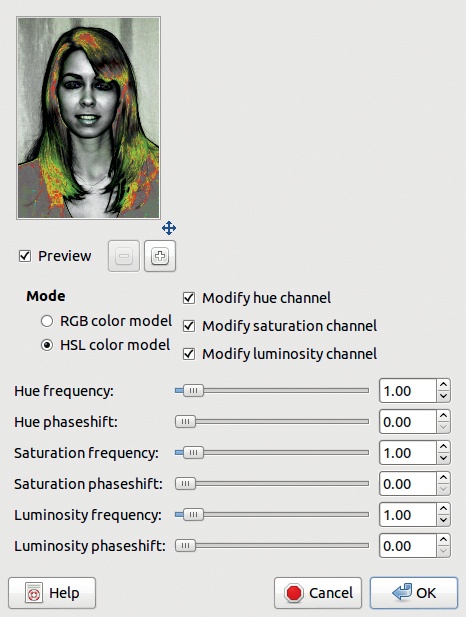 Preview
Mode
Modify hue channel
RGB color model
Modify saturation channel
HSL color model
Modify luminosity channel
Hue frequency: 1.00
Hue phaseshift: 0.00
Saturation frequency: 1.00
Saturation phaseshift: 0.00
Luminosity frequency: 1.00
Luminosity phaseshift: 0.00
Help Cancel OK